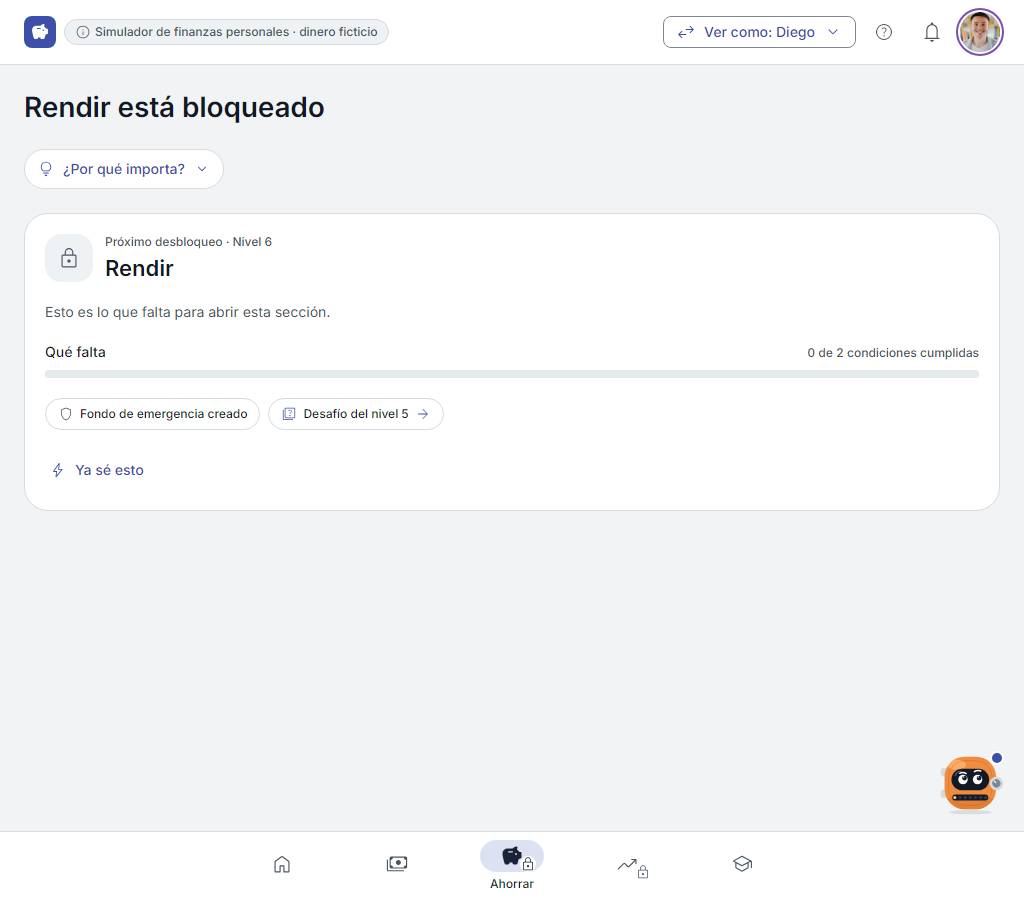 Simulador de finanzas personales · dinero ficticio
Ver como: Diego
Rendir está bloqueado
¿Por qué importa?
Próximo desbloqueo · Nivel 6
Rendir
Esto es lo que falta para abrir esta sección.
Qué falta
0 de 2 condiciones cumplidas
Fondo de emergencia creado
Desafío del nivel 5
Ya sé esto
Ahorrar